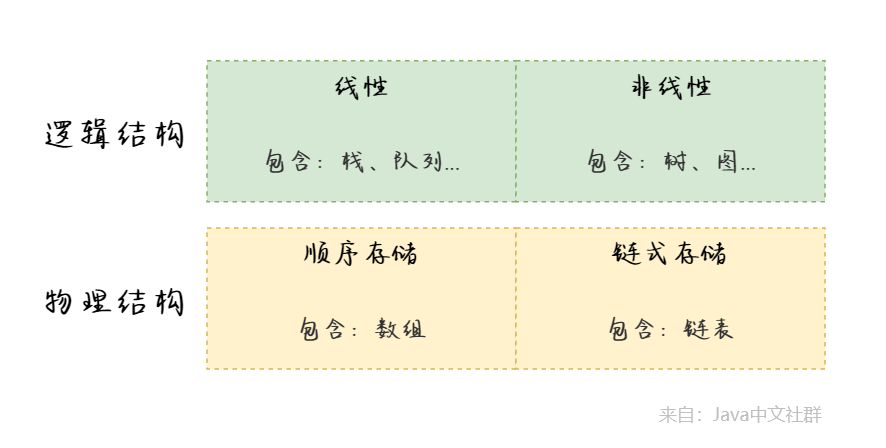 线性
非线性
逻辑结构
包含：栈、队列...
包含：树、图...
顺序存储
链式存储
物理结构
包含：数组
包含：链表
来自：Java中文社群